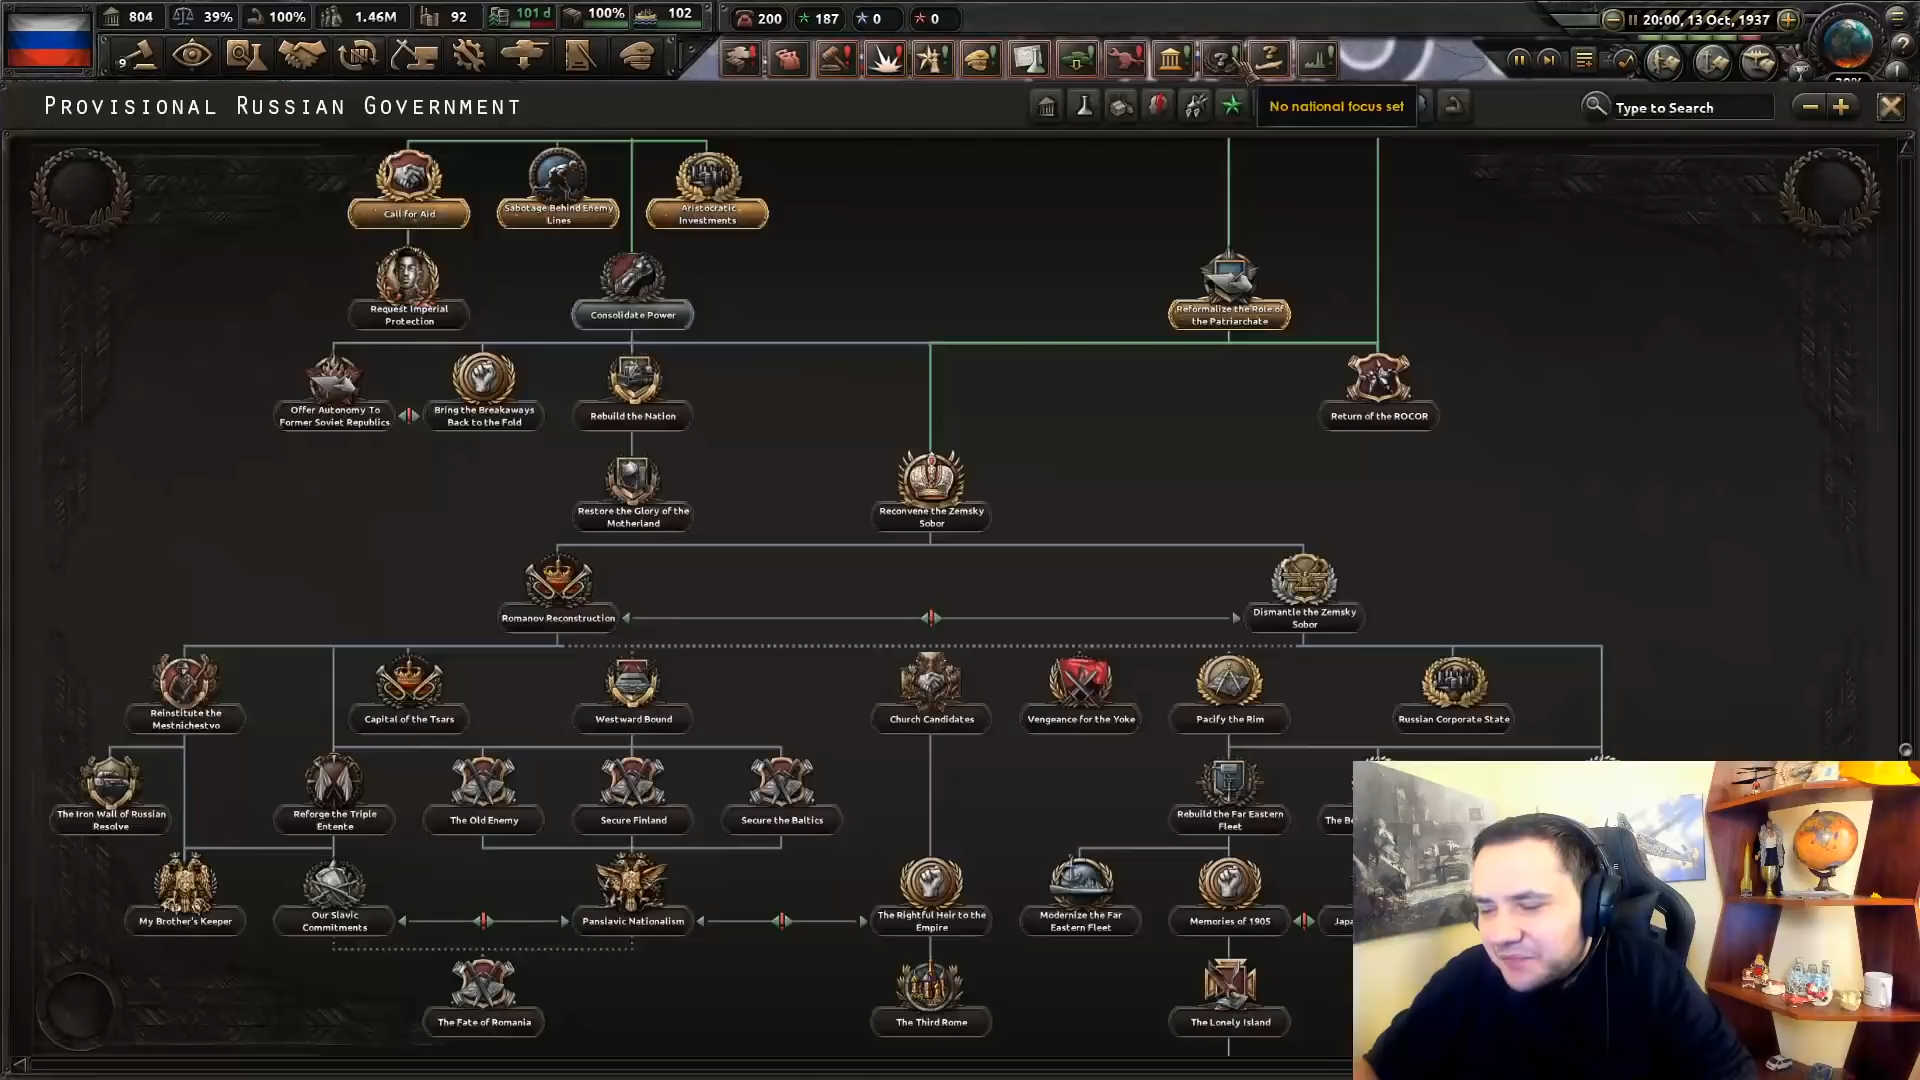 804
39%
100%
1.46M
92
101 d
100%
102
200
187
0
0
20:00, 13 Oct, 1937
9
PROVISIONAL RUSSIAN GOVERNMENT
No national focus set
Type to Search
Call for Aid
Sabotage Behind Enemy
Lines
Aristocratic
Investments
Request Imperial
Protection
Consolidate Power
Reformalize the Role of
the Patriarchate
Offer Autonomy To
Former Soviet Republics
Bring the Breakaways
Back to the Fold
Rebuild the Nation
Return of the ROCOR
Restore the Glory of the
Motherland
Reconvene the Zemsky
Sobor
Romanov Reconstruction
Dismantle the Zemsky
Sobor
Reinstitute the
Mestnichestvo
Capital of the Tsars
Westward Bound
Church Candidates
Vengeance for the Yoke
Pacify the Rim
Russian Corporate State
The Iron Wall of Russian
Resolve
Reforge the Triple
Entente
The Old Enemy
Secure Finland
Secure the Baltics
Rebuild the Far Eastern
Fleet
My Brother's Keeper
Our Slavic
Commitments
Panslavic Nationalism
The Rightful Heir to the
Empire
Modernize the Far
Eastern Fleet
Memories of 1905
The Fate of Romania
The Third Rome
The Lonely Island